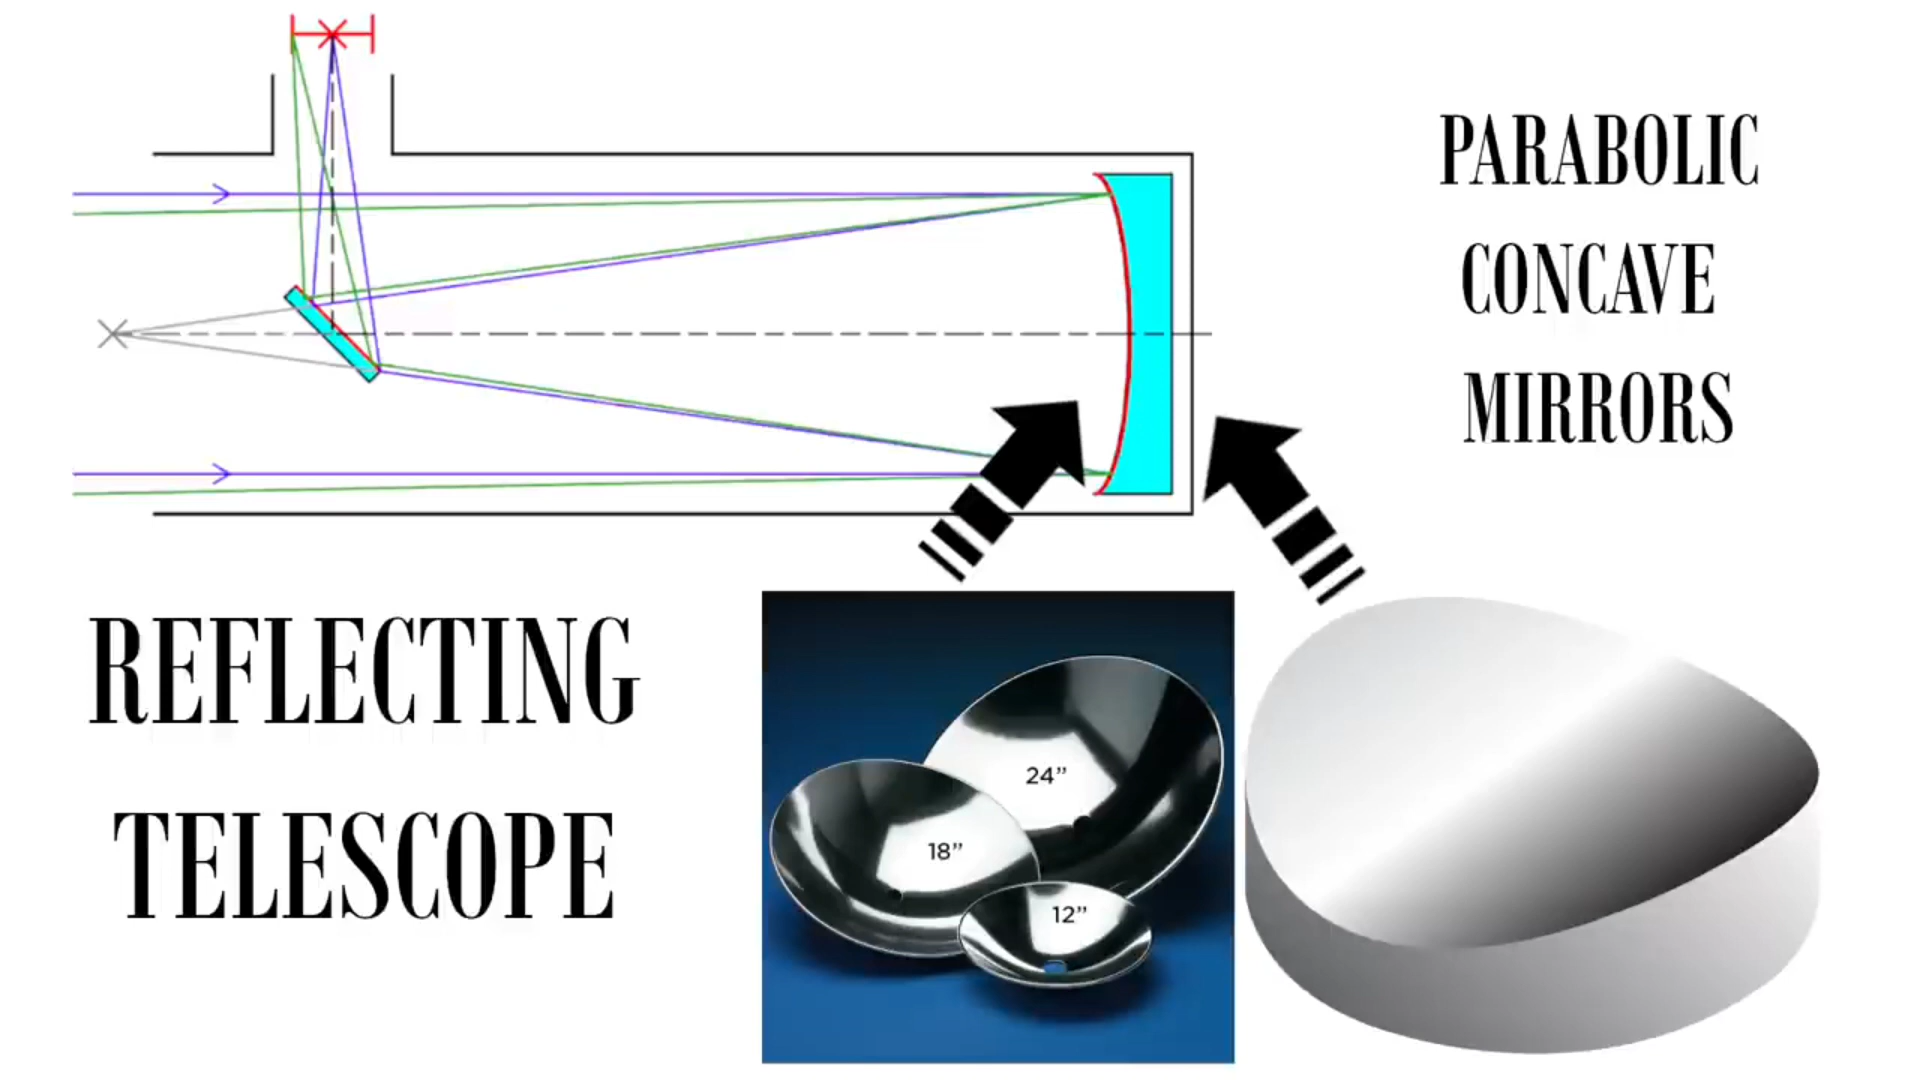 PARABOLIC
CONCAVE
MIRRORS
REFLECTING
TELESCOPE
24”
18”
12”